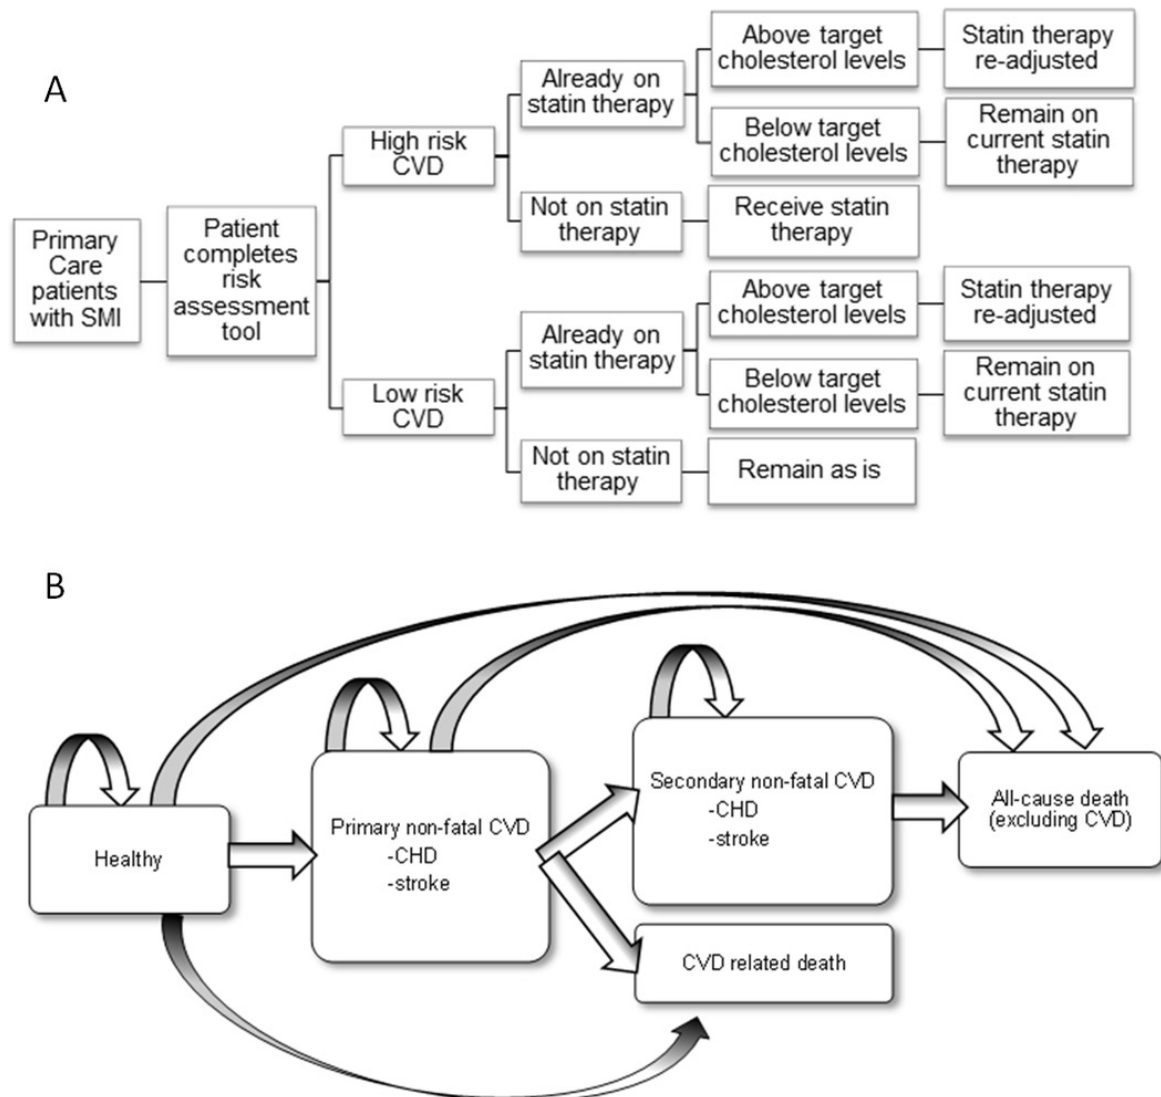 A
Primary
Care
patients
with SMI
Patient
completes
risk
assessment
tool
High risk
CVD
Already on
statin therapy
Above target
cholesterol levels
Statin therapy
re-adjusted
Below target
cholesterol levels
Remain on
current statin
therapy
Not on statin
therapy
Receive statin
therapy
Low risk
CVD
Already on
statin therapy
Above target
cholesterol levels
Statin therapy
re-adjusted
Below target
cholesterol levels
Remain on
current statin
therapy
Not on statin
therapy
Remain as is
B
Healthy
Primary non-fatal CVD
-CHD
-stroke
Secondary non-fatal CVD
-CHD
-stroke
CVD related death
All-cause death
(excluding CVD)